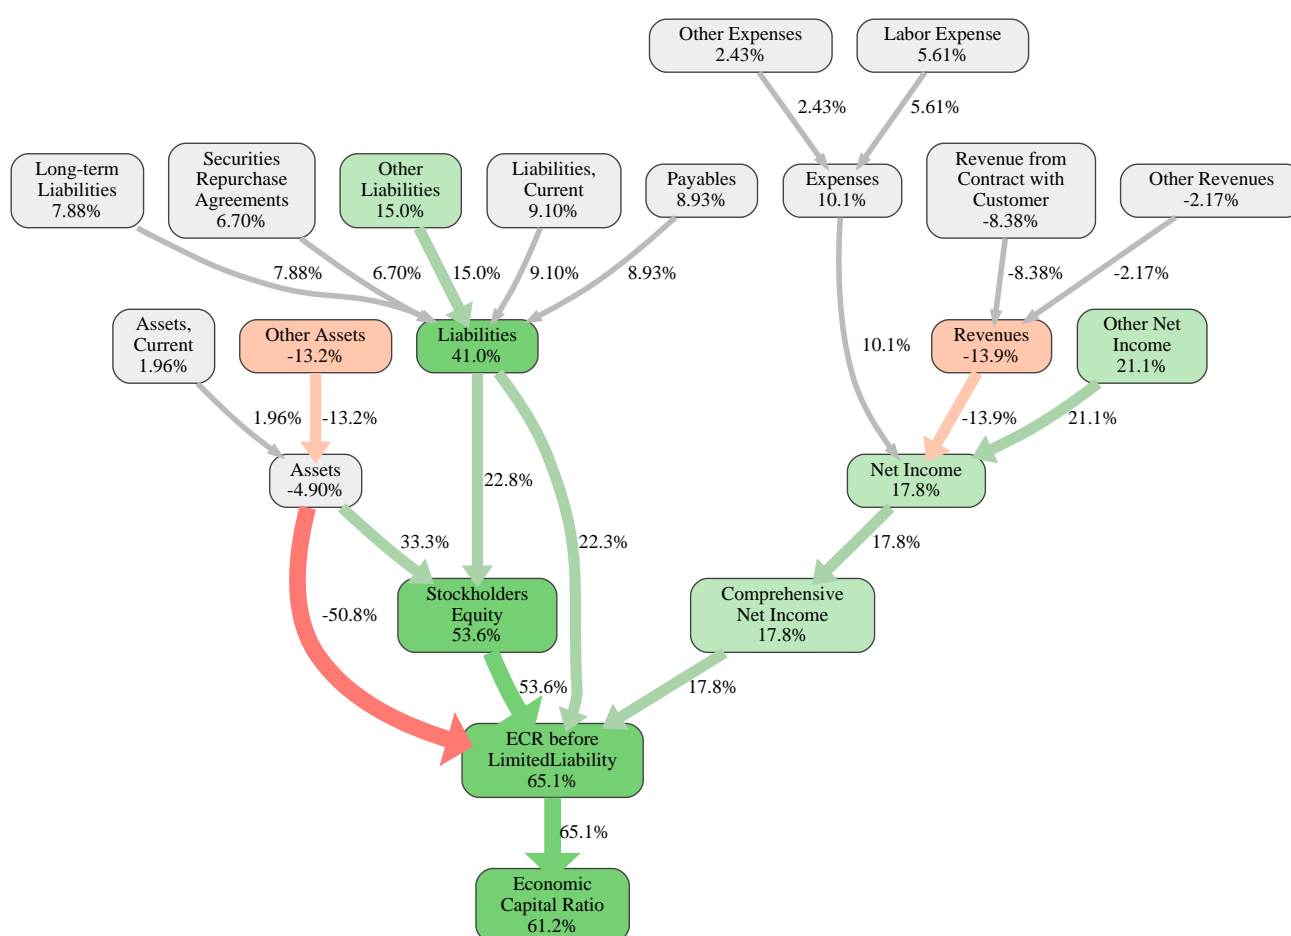 Other Expenses
2.43%
Labor Expense
5.61%
2.43%
5.61%
Long-term
Liabilities
7.88%
Securities
Repurchase
Agreements
6.70%
Other
Liabilities
15.0%
Liabilities,
Current
9.10%
Payables
8.93%
Expenses
10.1%
Revenue from
Contract with
Customer
-8.38%
Other Revenues
-2.17%
7.88%
6.70%
15.0%
9.10%
8.93%
-8.38%
-2.17%
Assets,
Current
1.96%
Other Assets
-13.2%
Liabilities
41.0%
10.1%
Revenues
-13.9%
Other Net
Income
21.1%
1.96%
-13.2%
-13.9%
21.1%
Assets
-4.90%
22.8%
Net Income
17.8%
33.3%
22.3%
17.8%
-50.8%
Stockholders
Equity
53.6%
Comprehensive
Net Income
17.8%
53.6%
17.8%
ECR before
LimitedLiability
65.1%
65.1%
Economic
Capital Ratio
61.2%